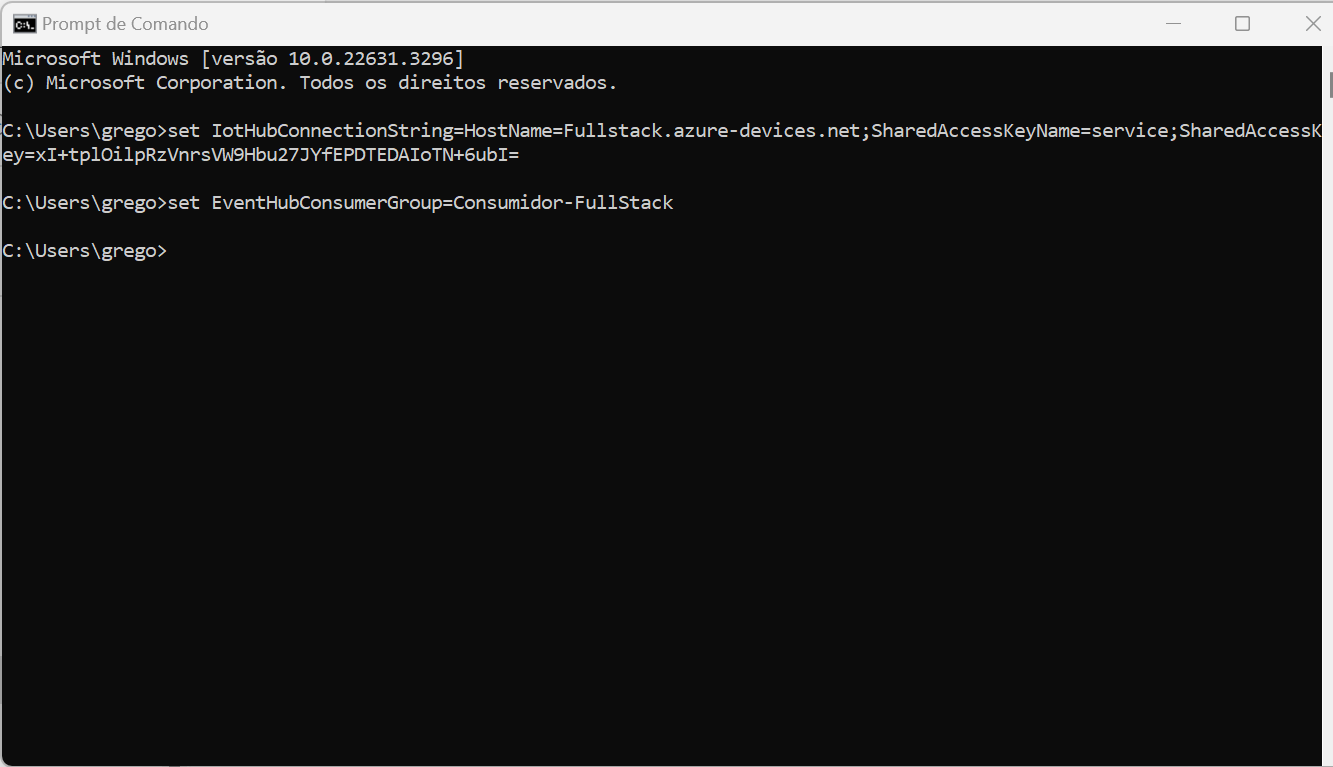 Prompt de Comando
Microsoft Windows [versão 10.0.22631.3296]
(c) Microsoft Corporation. Todos os direitos reservados.
C:\Users\grego>set IotHubConnectionString=HostName=Fullstack.azure-devices.net;SharedAccessKeyName=service;SharedAccessK
ey=xI+tplOilpRzVnrsVW9Hbu27JYfEPDTEDAIoTN+6ubI=
C:\Users\grego>set EventHubConsumerGroup=Consumidor-FullStack
C:\Users\grego>